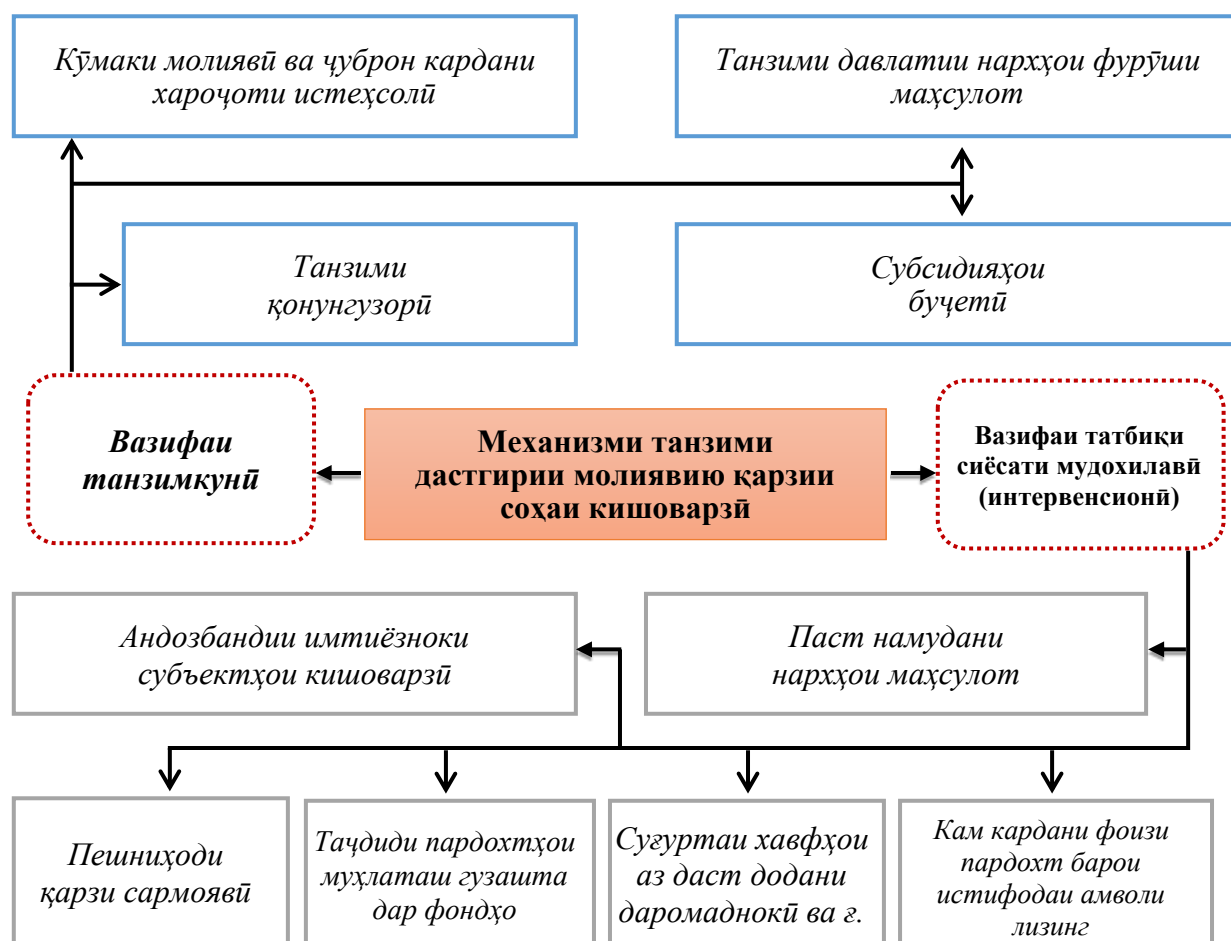 Кӯмаки молиявӣ ва ҷуброн кардани
хароҷоти истеҳсолӣ
Танзими давлатии нархҳои фурӯши
маҳсулот
Танзими
қонунгузорӣ
Субсидияҳои
буҷетӣ
Вазифаи
танзимкунӣ
Механизми танзими
дастгирии молиявию қарзии
соҳаи кишоварзӣ
Вазифаи татбиқи
сиёсати мудохилавӣ
(интервенсионӣ)
Андозбандии имтиёзноки
субъектҳои кишоварзӣ
Паст намудани
нархҳои маҳсулот
Пешниҳоди
қарзи сармоявӣ
Таҷдиди пардохтҳои
муҳлаташ гузашта
дар фондҳо
Суғуртаи хавфҳои
аз даст додани
даромаднокӣ ва ғ.
Кам кардани фоизи
пардохт барои
истифодаи амволи
лизинг